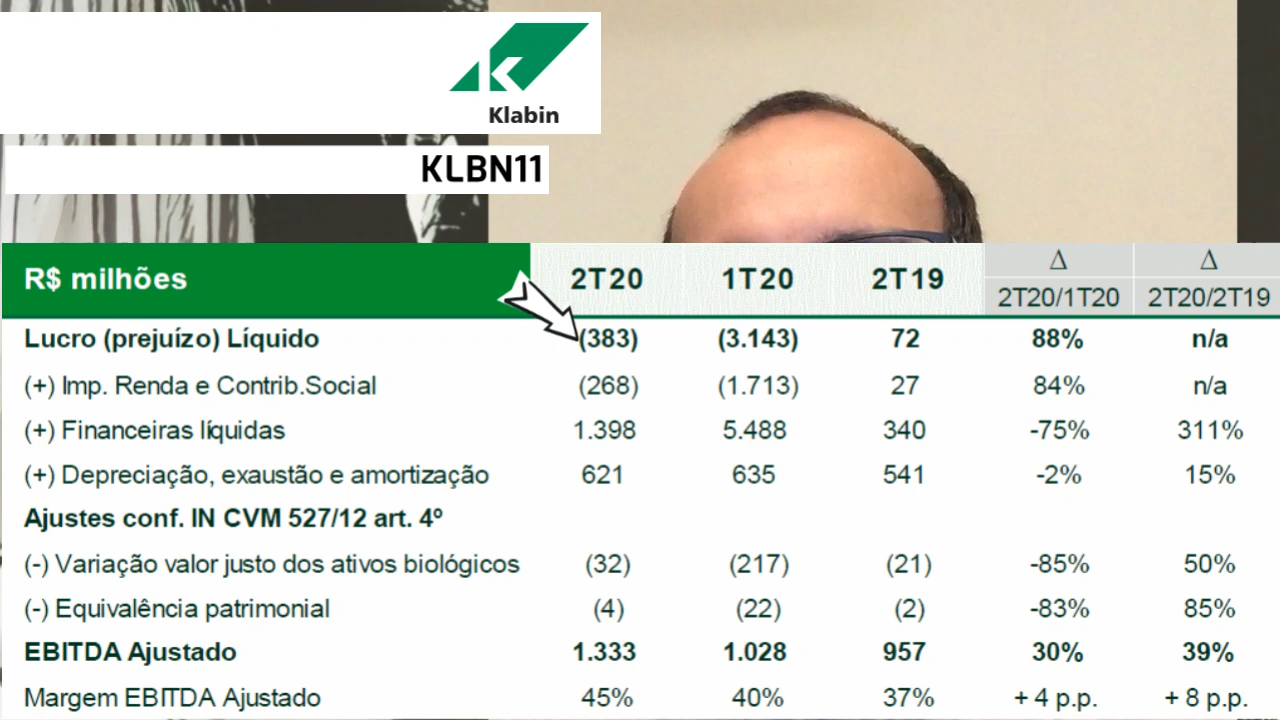 Klabin
KLBN11
R$ milhões 2T20 1T20 2T19 Δ 2T20/1T20 Δ 2T20/2T19
Lucro (prejuízo) Líquido (383) (3.143) 72 88% n/a
(+) Imp. Renda e Contrib.Social (268) (1.713) 27 84% n/a
(+) Financeiras líquidas 1.398 5.488 340 -75% 311%
(+) Depreciação, exaustão e amortização 621 635 541 -2% 15%
Ajustes conf. IN CVM 527/12 art. 4º
(-) Variação valor justo dos ativos biológicos (32) (217) (21) -85% 50%
(-) Equivalência patrimonial (4) (22) (2) -83% 85%
EBITDA Ajustado 1.333 1.028 957 30% 39%
Margem EBITDA Ajustado 45% 40% 37% + 4 p.p. + 8 p.p.